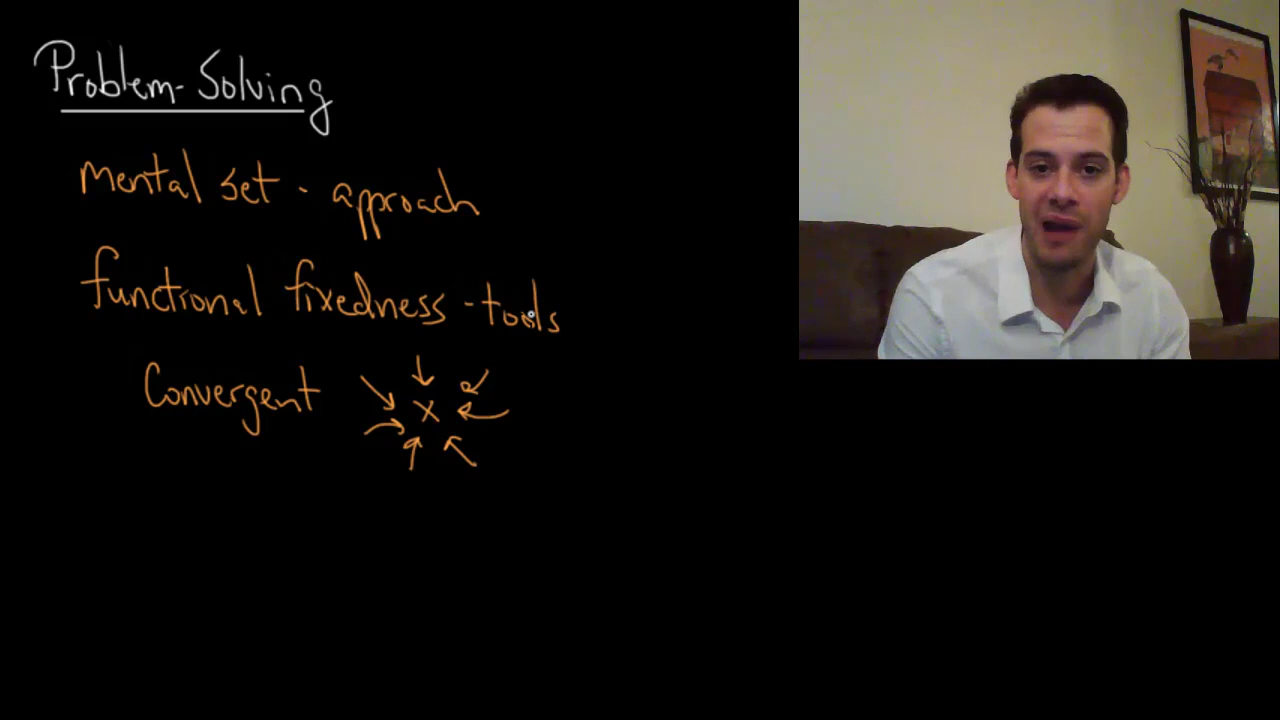 Problem-Solving
mental set - approach
functional fixedness - tools
Convergent X